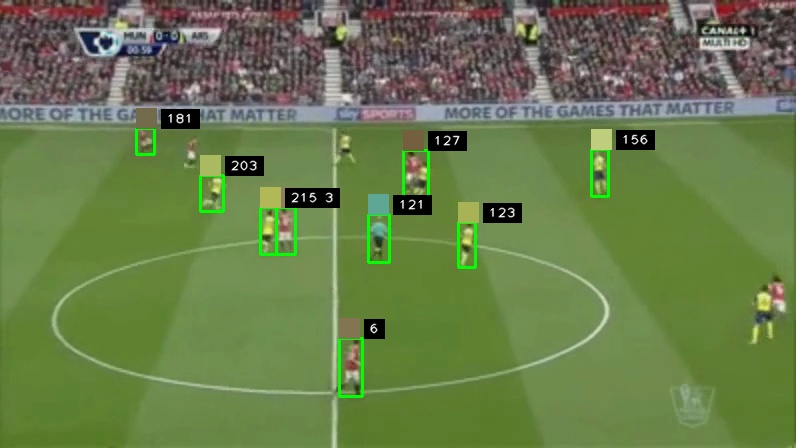 MUN 0-0 ARS
00:59
CANAL+ 1
MULTI HD
MORE OF THE GAMES THAT MATTER
sky SPORTS
MORE OF THE GAMES THAT MATTER
181
127
156
203
215 3
121
123
6